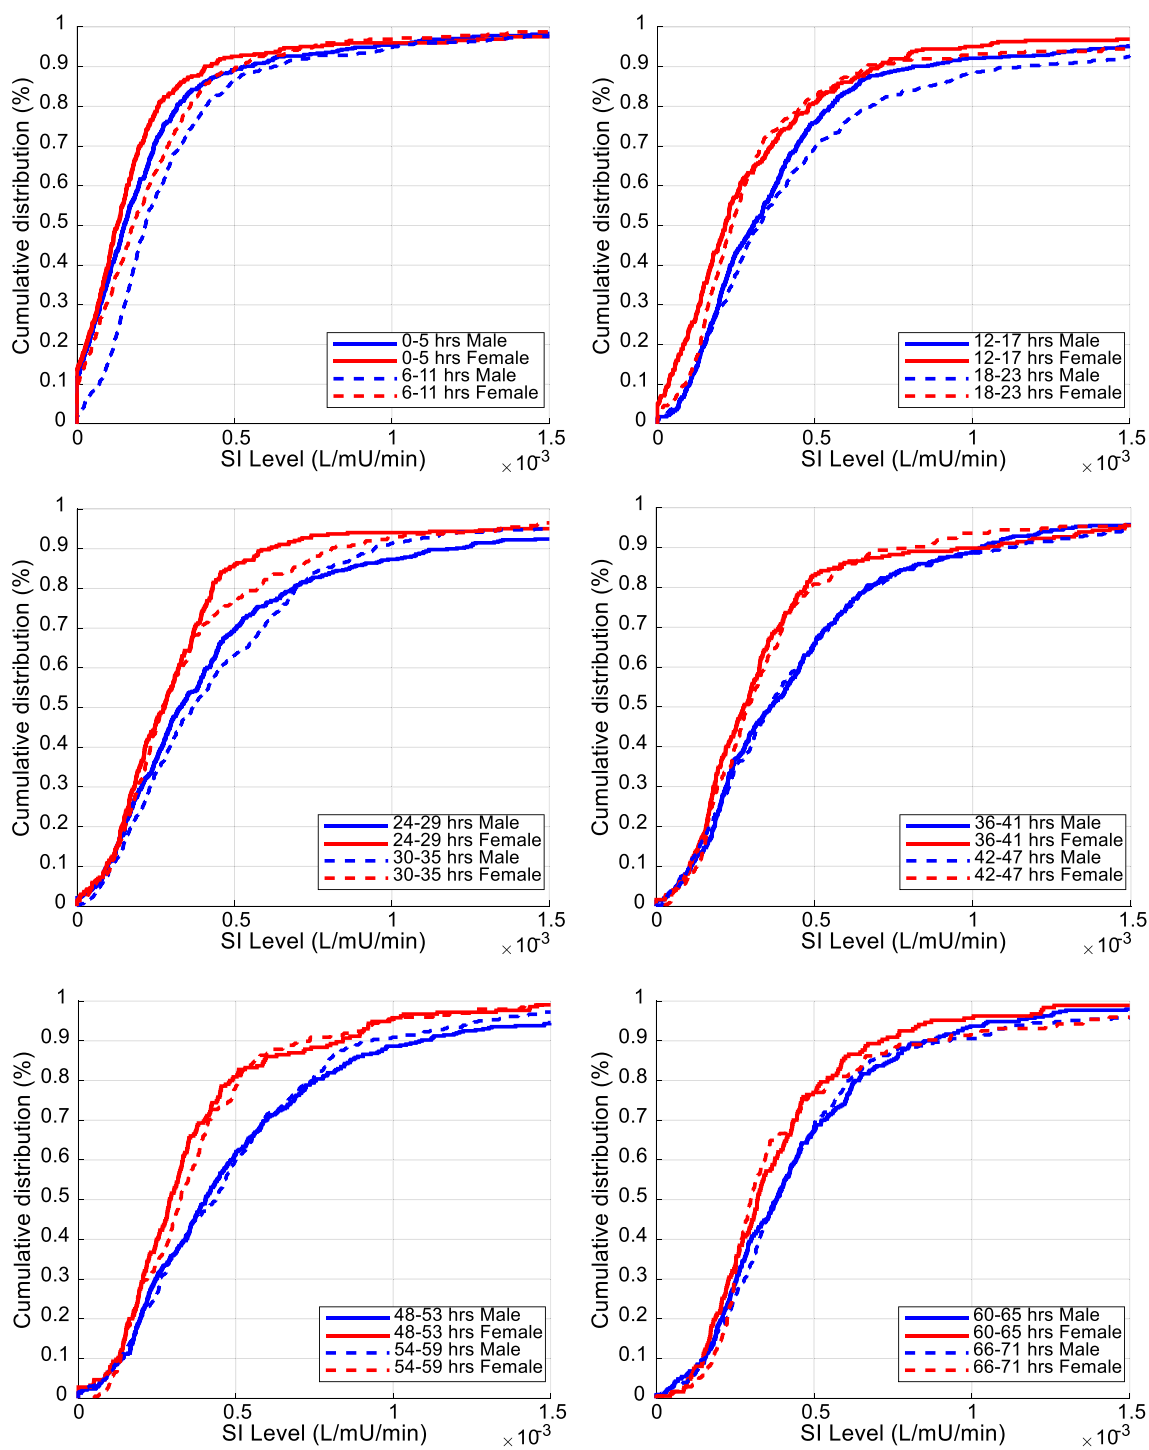 Cumulative distribution (%)
1
0.9
0.8
0.7
0.6
0.5
0.4
0.3
0.2
0.1
0
0-5 hrs Male
0-5 hrs Female
6-11 hrs Male
6-11 hrs Female
0 0.5 1 1.5
SI Level (L/mU/min) ×10-3
Cumulative distribution (%)
1
0.9
0.8
0.7
0.6
0.5
0.4
0.3
0.2
0.1
0
12-17 hrs Male
12-17 hrs Female
18-23 hrs Male
18-23 hrs Female
0 0.5 1 1.5
SI Level (L/mU/min) ×10-3
Cumulative distribution (%)
1
0.9
0.8
0.7
0.6
0.5
0.4
0.3
0.2
0.1
0
24-29 hrs Male
24-29 hrs Female
30-35 hrs Male
30-35 hrs Female
0 0.5 1 1.5
SI Level (L/mU/min) ×10-3
Cumulative distribution (%)
1
0.9
0.8
0.7
0.6
0.5
0.4
0.3
0.2
0.1
0
36-41 hrs Male
36-41 hrs Female
42-47 hrs Male
42-47 hrs Female
0 0.5 1 1.5
SI Level (L/mU/min) ×10-3
Cumulative distribution (%)
1
0.9
0.8
0.7
0.6
0.5
0.4
0.3
0.2
0.1
0
48-53 hrs Male
48-53 hrs Female
54-59 hrs Male
54-59 hrs Female
0 0.5 1 1.5
SI Level (L/mU/min) ×10-3
Cumulative distribution (%)
1
0.9
0.8
0.7
0.6
0.5
0.4
0.3
0.2
0.1
0
60-65 hrs Male
60-65 hrs Female
66-71 hrs Male
66-71 hrs Female
0 0.5 1 1.5
SI Level (L/mU/min) ×10-3